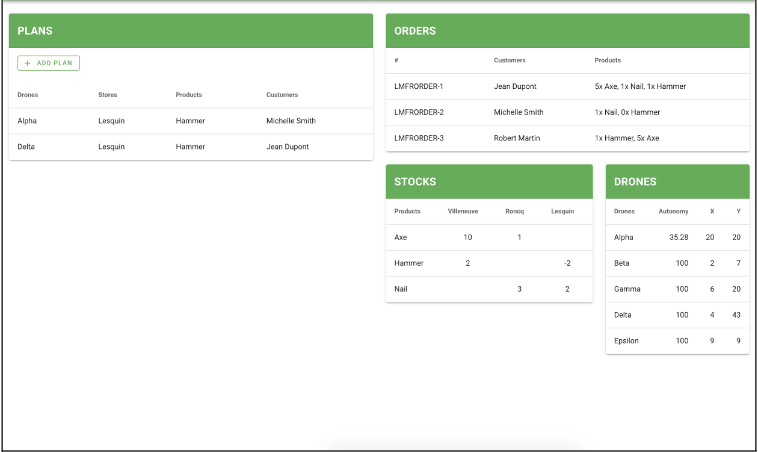 PLANS
+ ADD PLAN
Drones Stores Products Customers
Alpha Lesquin Hammer Michelle Smith
Delta Lesquin Hammer Jean Dupont
ORDERS
# Customers Products
LMFRORDER-1 Jean Dupont 5x Axe, 1x Nail, 1x Hammer
LMFRORDER-2 Michelle Smith 1x Nail, 0x Hammer
LMFRORDER-3 Robert Martin 1x Hammer, 5x Axe
STOCKS
Products Villeneuve Roncq Lesquin
Axe 10 1
Hammer 2 -2
Nail 3 2
DRONES
Drones Autonomy X Y
Alpha 35.28 20 20
Beta 100 2 7
Gamma 100 6 20
Delta 100 4 43
Epsilon 100 9 9